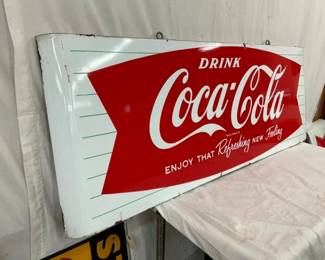 DRINK
Coca-Cola
ENJOY THAT Refreshing NEW Feeling